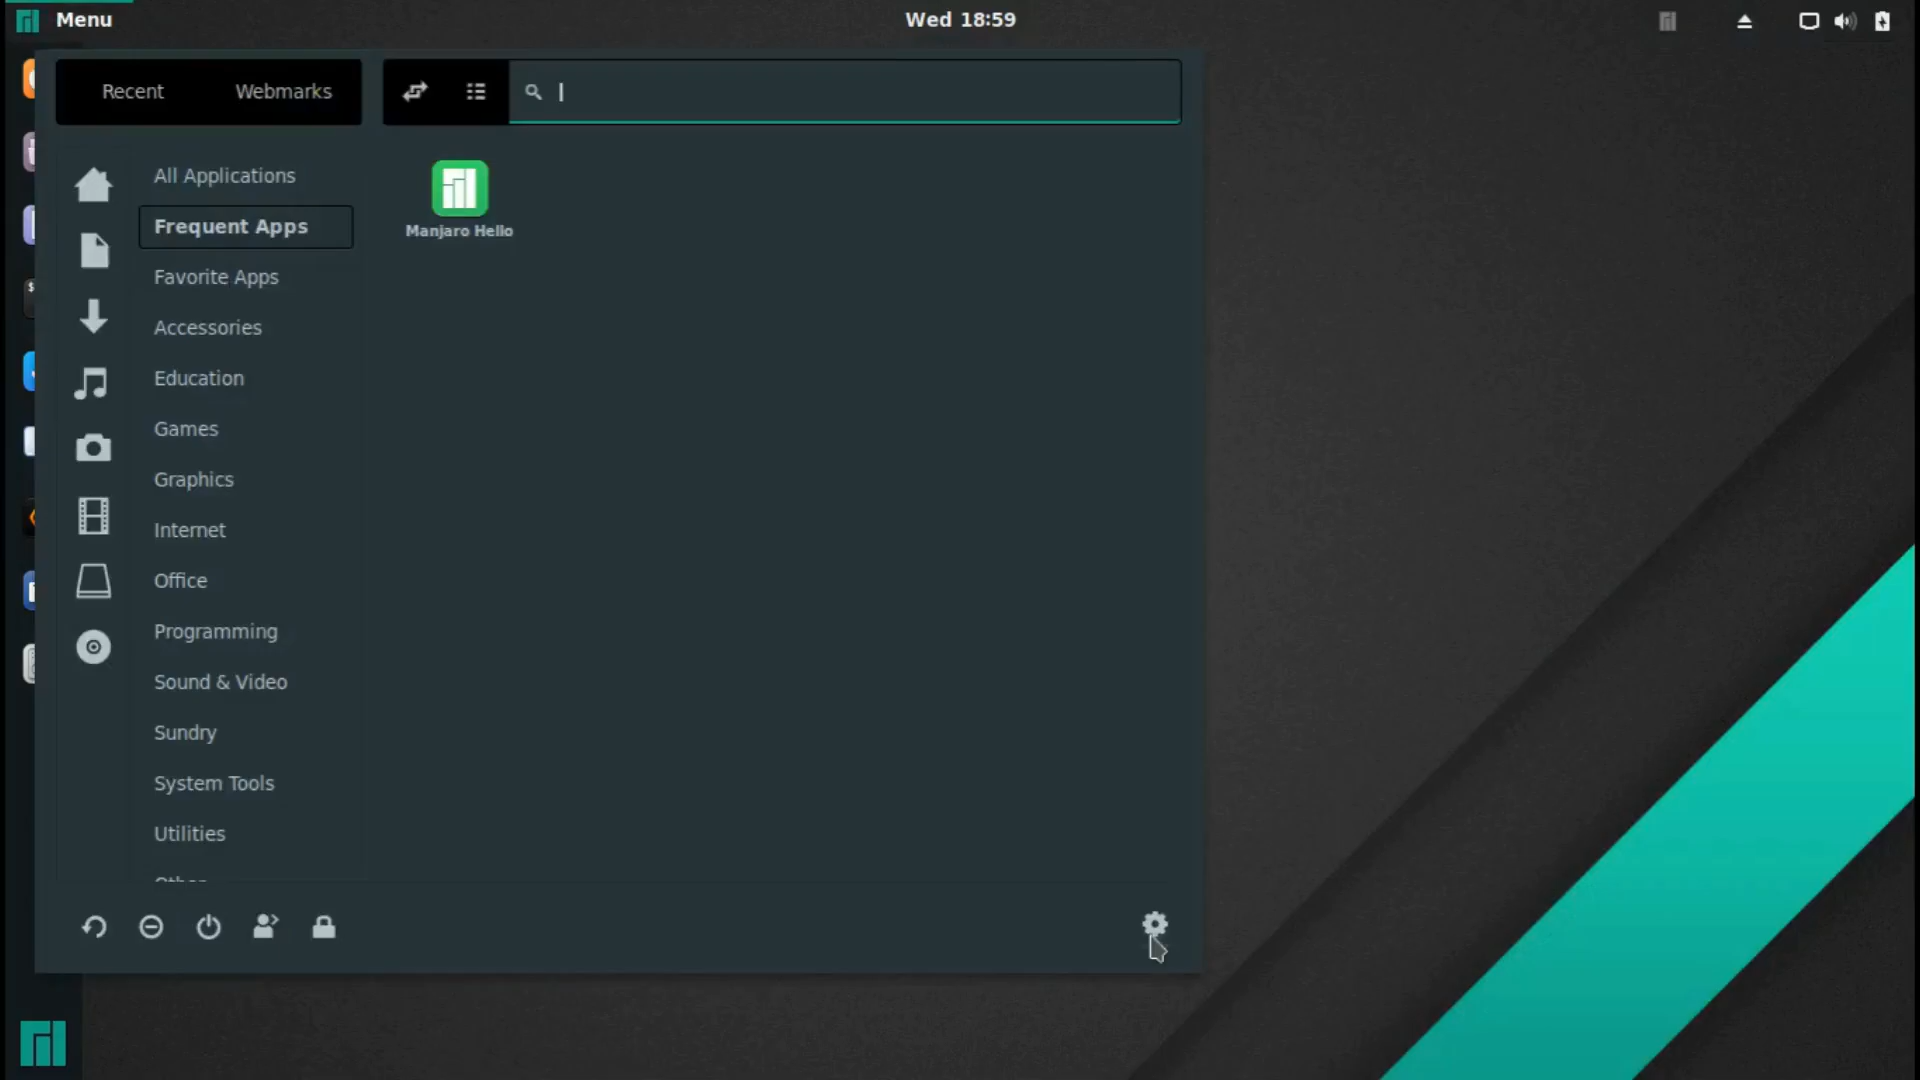 Menu
Wed 18:59
Recent
Webmarks
All Applications
Frequent Apps
Favorite Apps
Accessories
Education
Games
Graphics
Internet
Office
Programming
Sound & Video
Sundry
System Tools
Utilities
Other
Manjaro Hello